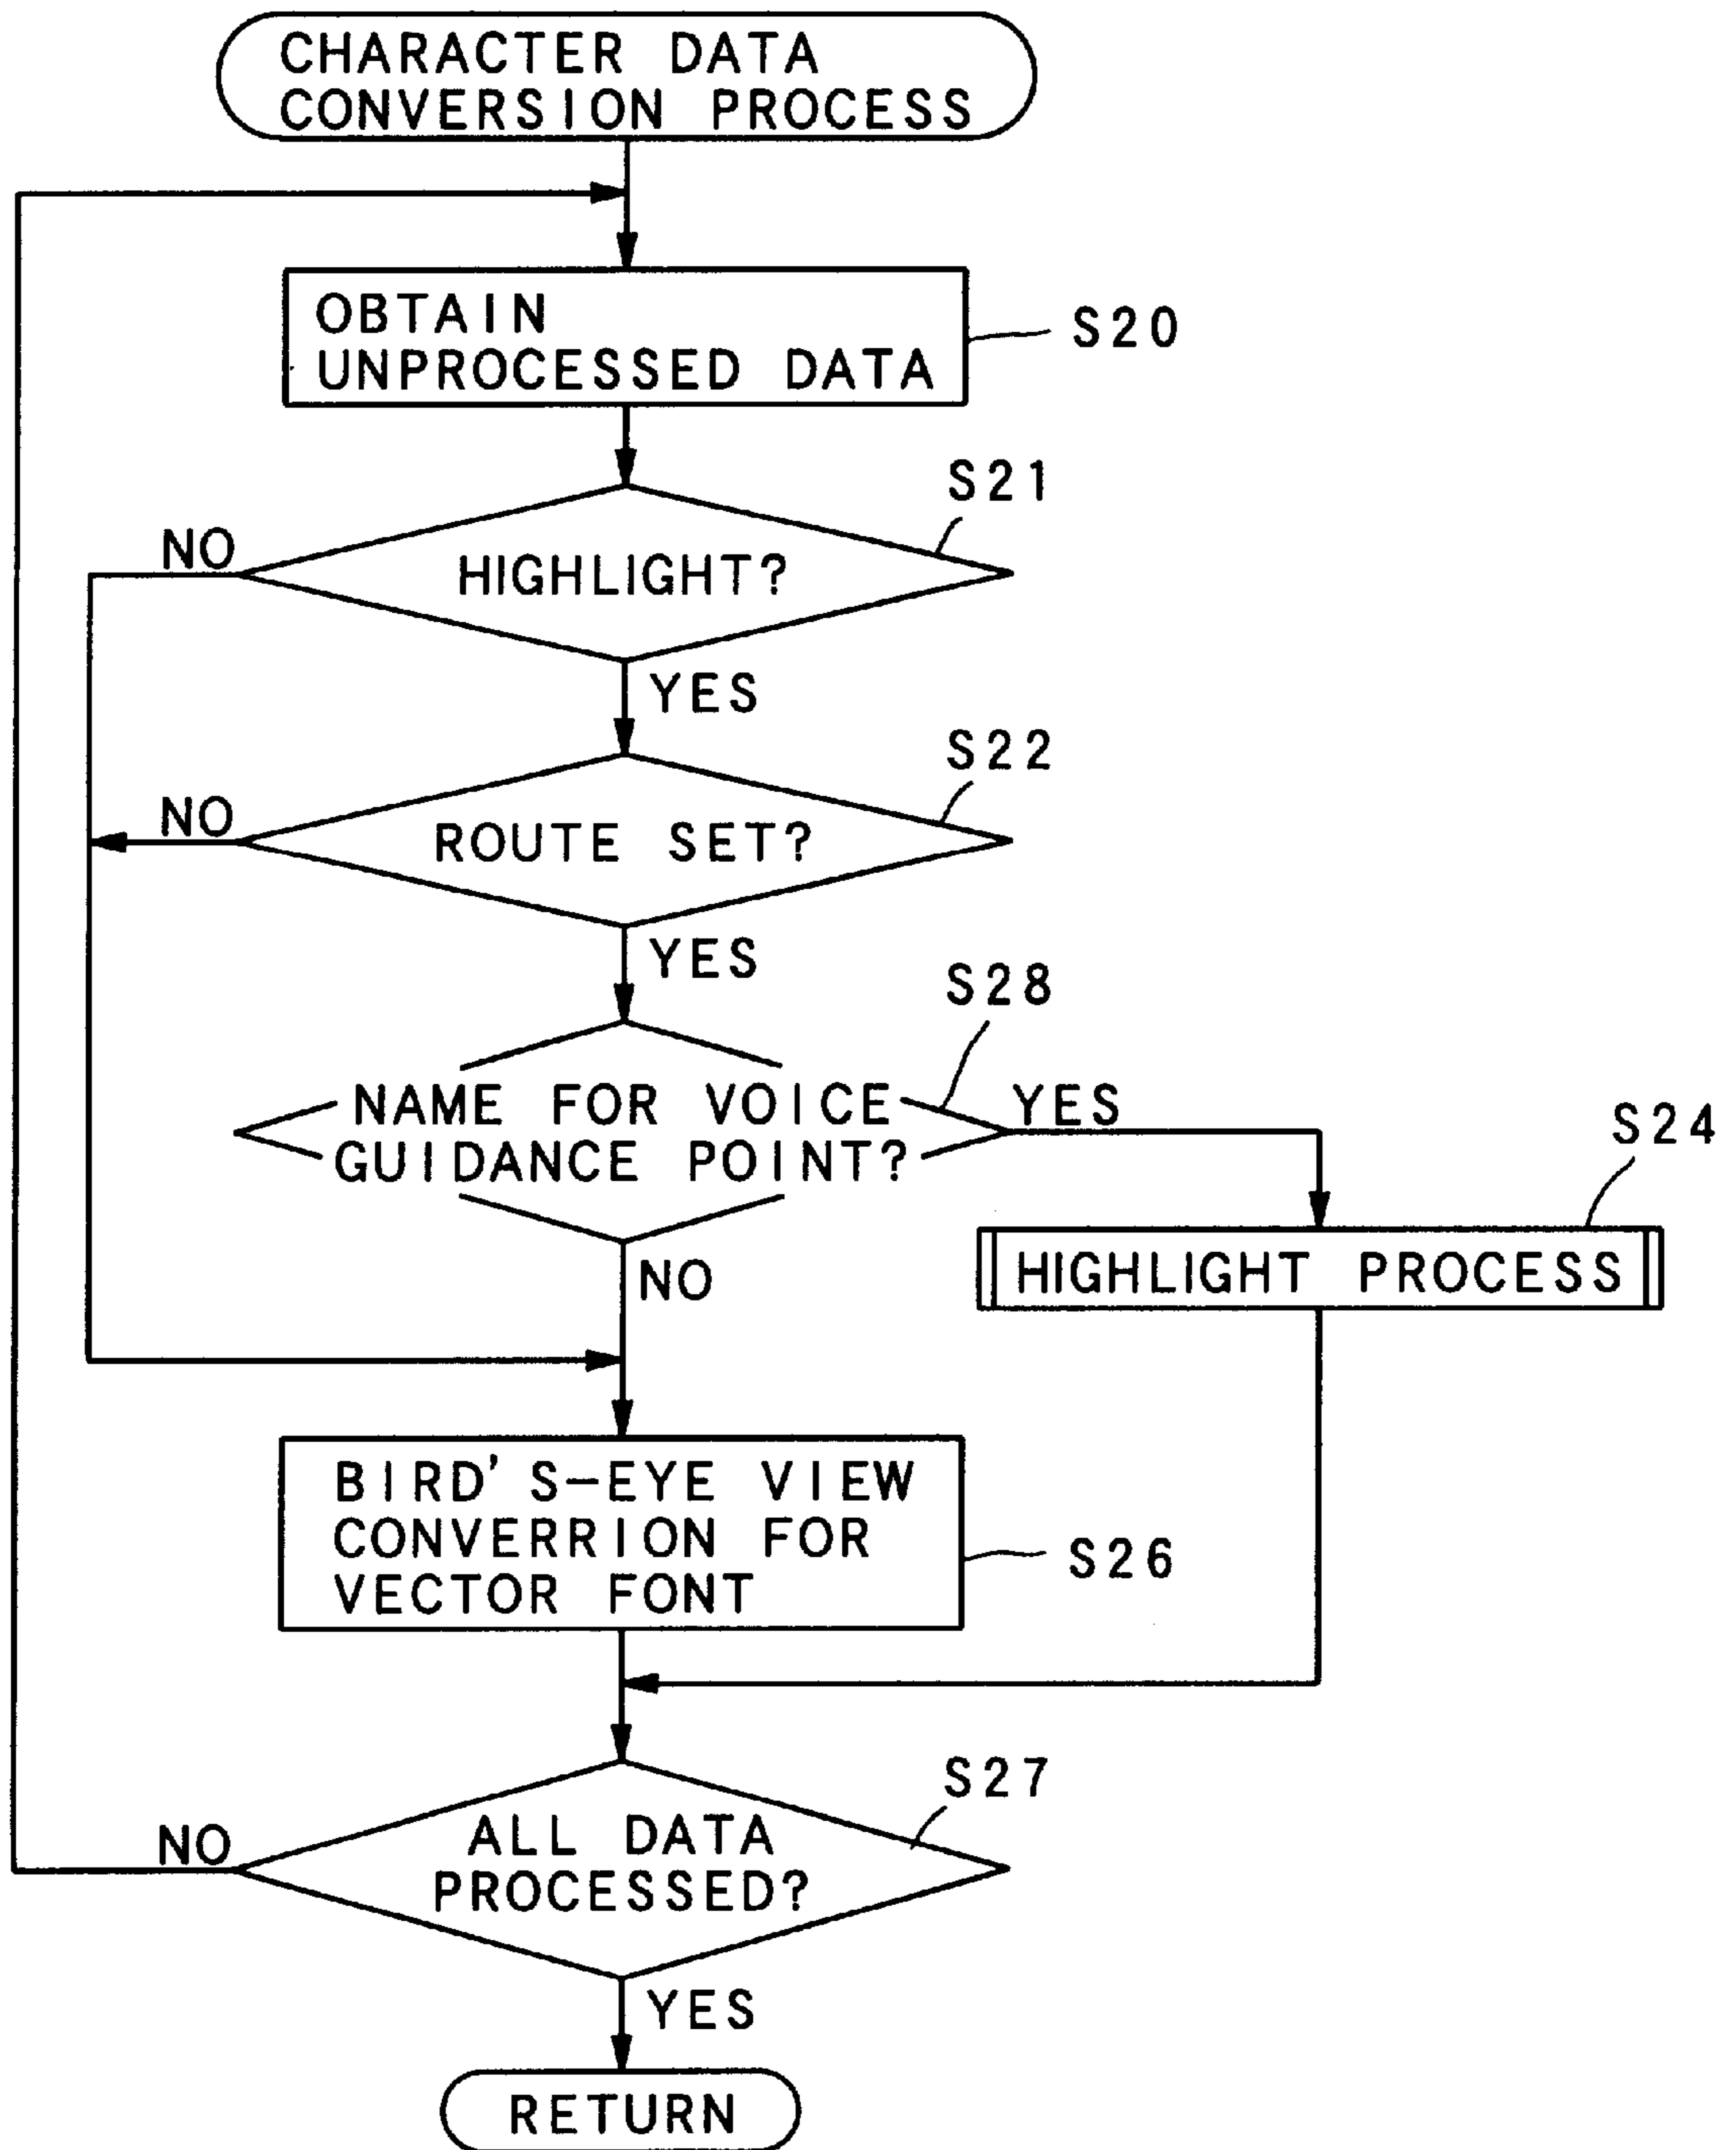 CHARACTER DATA
CONVERSION PROCESS
OBTAIN
UNPROCESSED DATA
S20
S21
NO
HIGHLIGHT?
YES
S22
NO
ROUTE SET?
YES
S28
NAME FOR VOICE
GUIDANCE POINT?
YES
S24
HIGHLIGHT PROCESS
NO
BIRD'S-EYE VIEW
CONVERRION FOR
VECTOR FONT
S26
S27
NO
ALL DATA
PROCESSED?
YES
RETURN